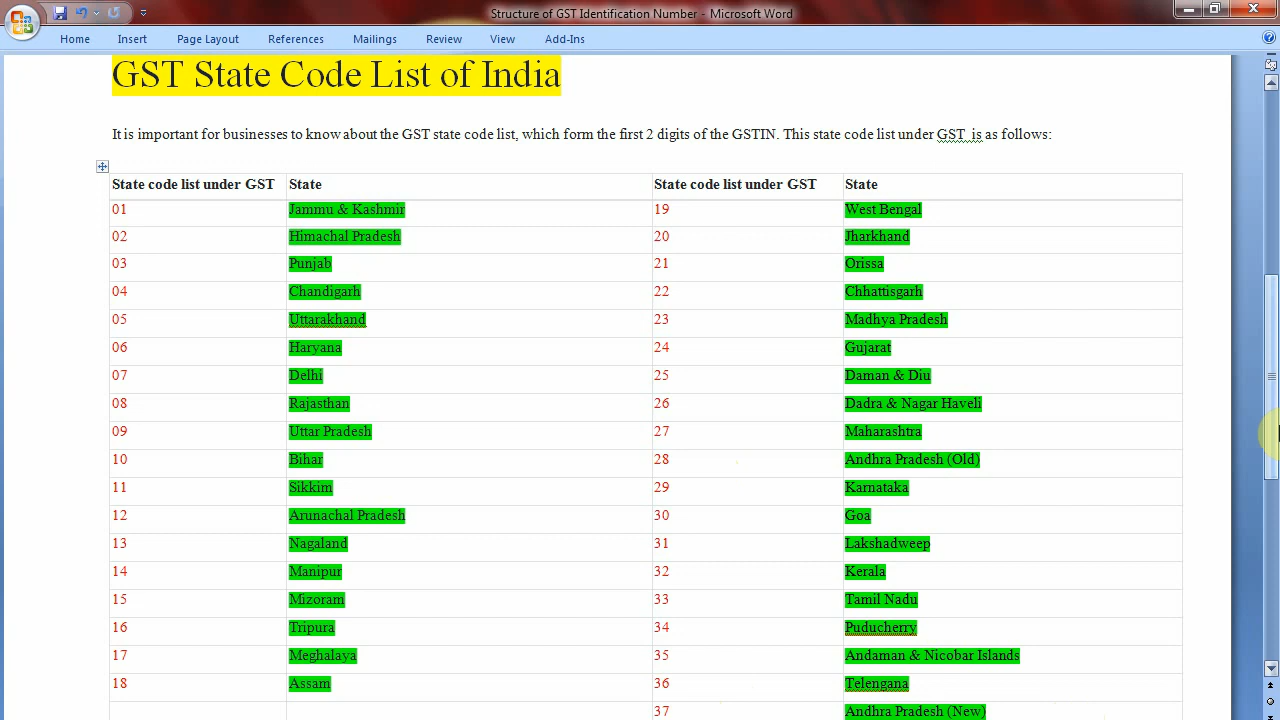 Structure of GST Identification Number - Microsoft Word
Home Insert Page Layout References Mailings Review View Add-Ins
GST State Code List of India
It is important for businesses to know about the GST state code list, which form the first 2 digits of the GSTIN. This state code list under GST is as follows:
State code list under GST State State code list under GST State
01 Jammu & Kashmir 19 West Bengal
02 Himachal Pradesh 20 Jharkhand
03 Punjab 21 Orissa
04 Chandigarh 22 Chhattisgarh
05 Uttarakhand 23 Madhya Pradesh
06 Haryana 24 Gujarat
07 Delhi 25 Daman & Diu
08 Rajasthan 26 Dadra & Nagar Haveli
09 Uttar Pradesh 27 Maharashtra
10 Bihar 28 Andhra Pradesh (Old)
11 Sikkim 29 Karnataka
12 Arunachal Pradesh 30 Goa
13 Nagaland 31 Lakshadweep
14 Manipur 32 Kerala
15 Mizoram 33 Tamil Nadu
16 Tripura 34 Puducherry
17 Meghalaya 35 Andaman & Nicobar Islands
18 Assam 36 Telengana
37 Andhra Pradesh (New)